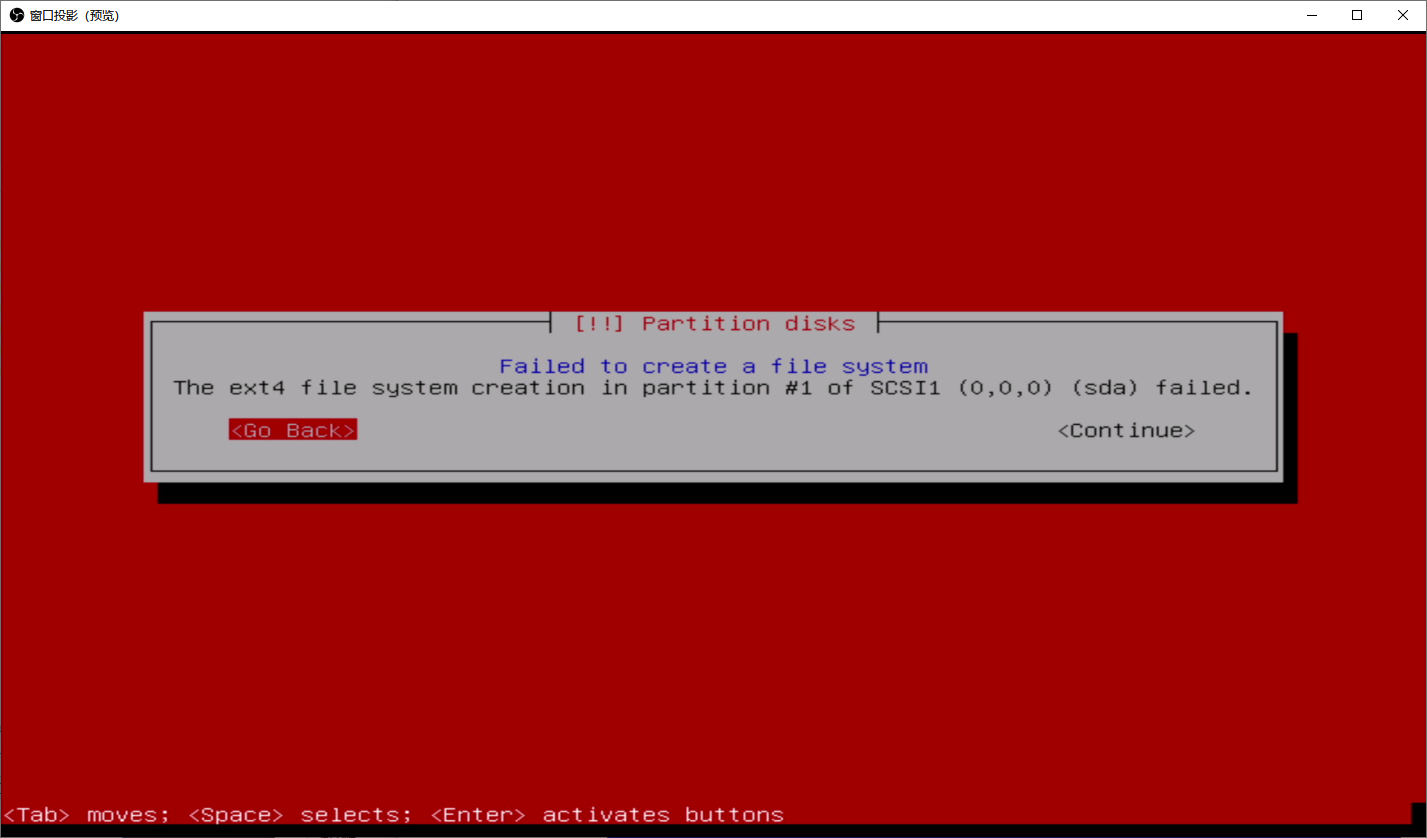 窗口投影 (预览)
[!!] Partition disks
Failed to create a file system
The ext4 file system creation in partition #1 of SCSI1 (0,0,0) (sda) failed.
<Go Back> <Continue>
<Tab> moves; <Space> selects; <Enter> activates buttons